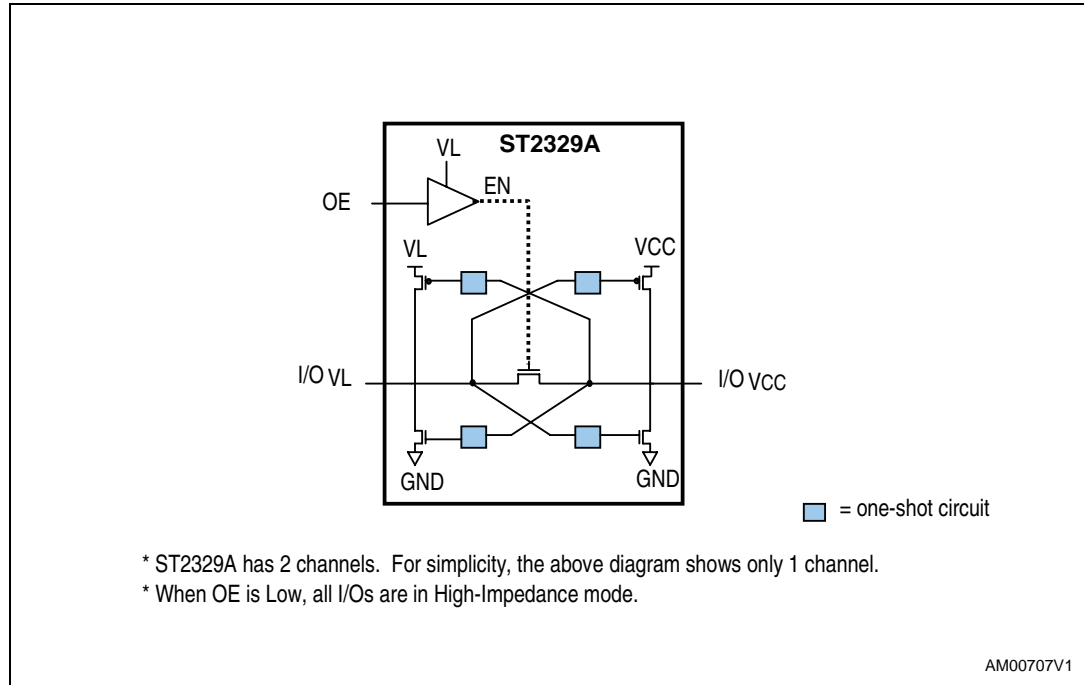 ST2329A
VL
EN
OE
VL
VCC
I/O VL
I/O VCC
GND
GND
= one-shot circuit
* ST2329A has 2 channels. For simplicity, the above diagram shows only 1 channel.
* When OE is Low, all I/Os are in High-Impedance mode.
AM00707V1